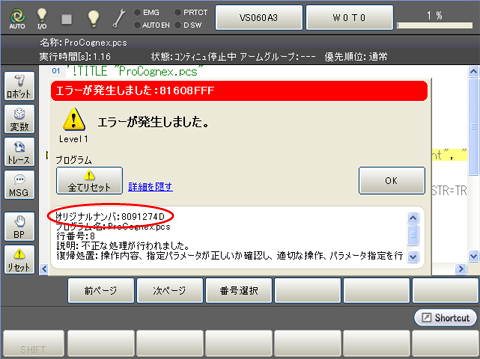 EMG PRTCT
AUTO EN D SW
AUTO I/O
VS060A3 W 0 T 0 1 %
名称:ProCognex.pcs
実行時間[s]:1.16 状態:コンティニュ停止中 アームグループ:--- 優先順位:通常
01 '!TITLE "ProCognex.pcs"
エラーが発生しました:81608FFF
エラーが発生しました。
Level 1
プログラム
全てリセット 詳細を隠す OK
オリジナルナンバ:8091274D
プログラム名:ProCognex.pcs
行番号:8
説明: 不正な処理が行われました。
復帰処置: 操作内容、指定パラメータが正しいか確認し、適切な操作、パラメータ指定を行
STR=TR
ロボット
変数
トレース
MSG
BP
リセット
前ページ 次ページ 番号選択
Shortcut
SHIFT